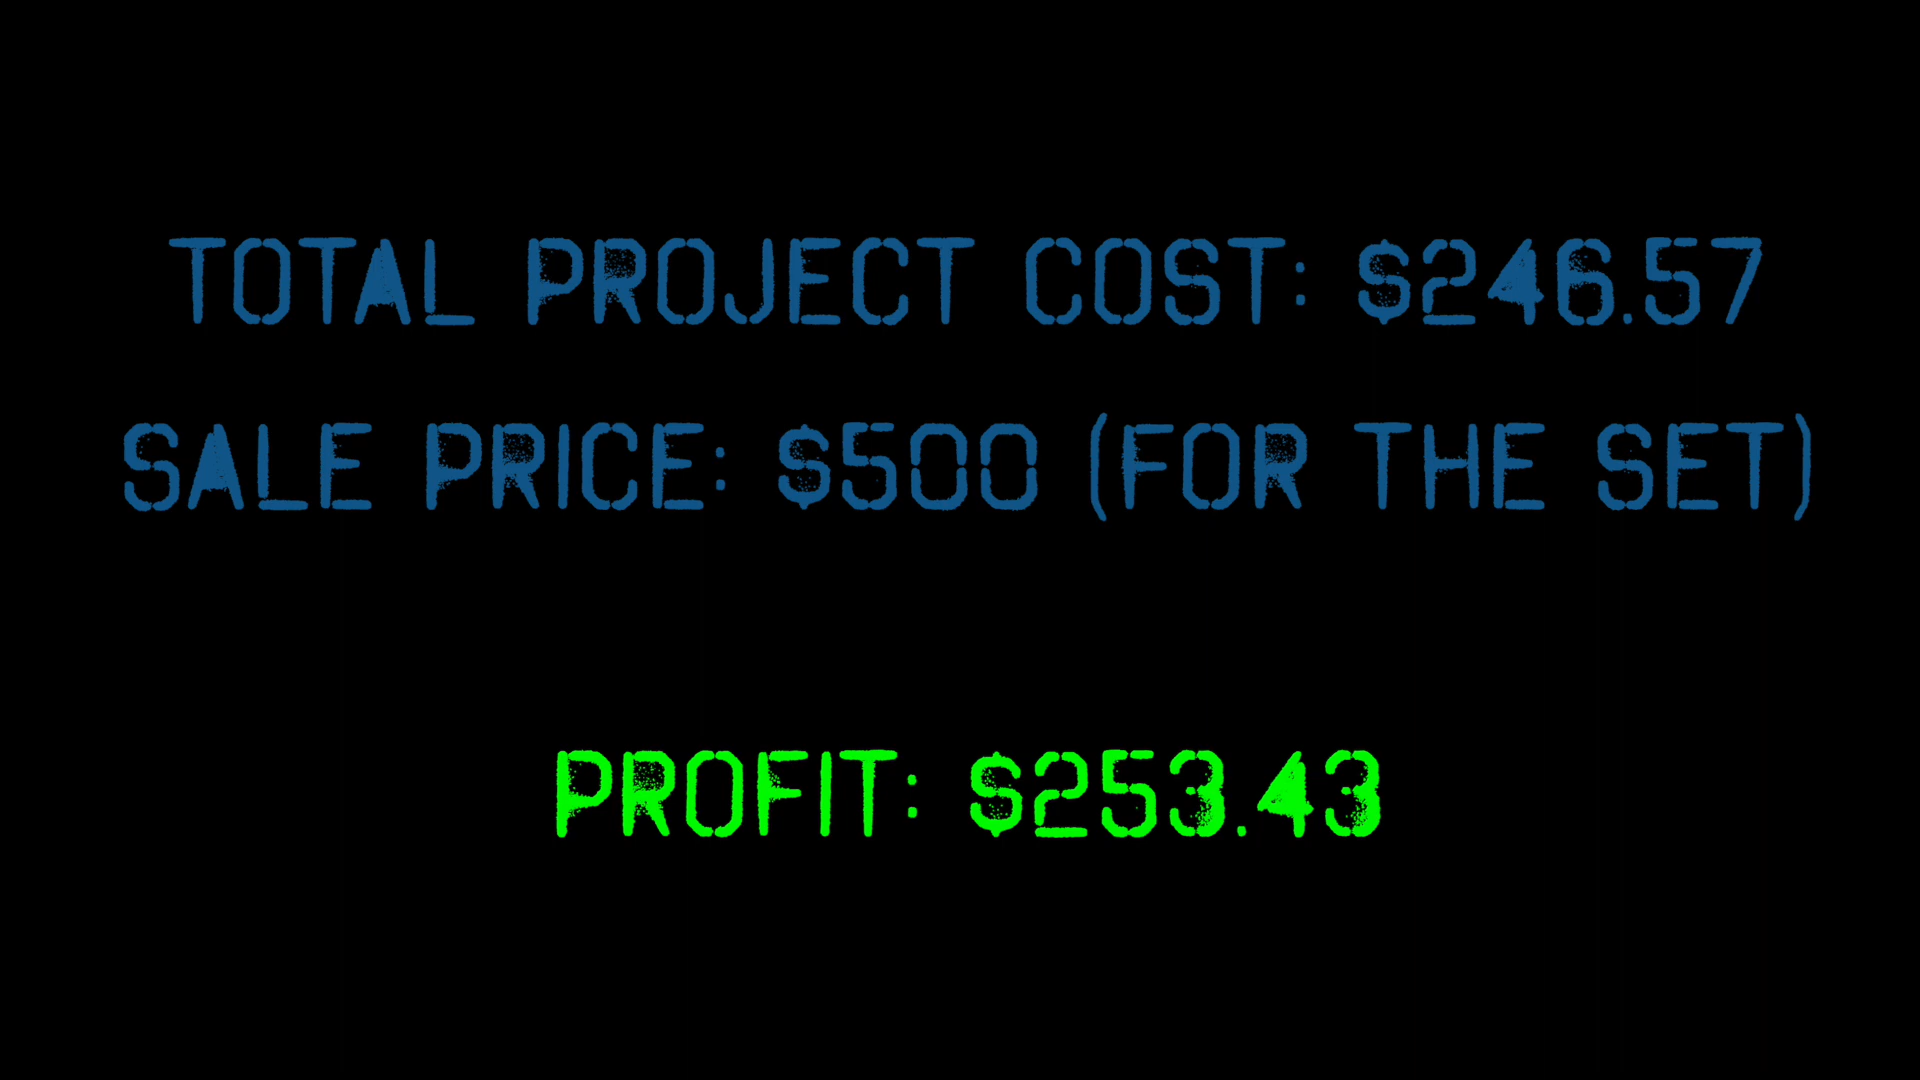 TOTAL PROJECT COST: $246.57
SALE PRICE: $500 (FOR THE SET)
PROFIT: $253.43